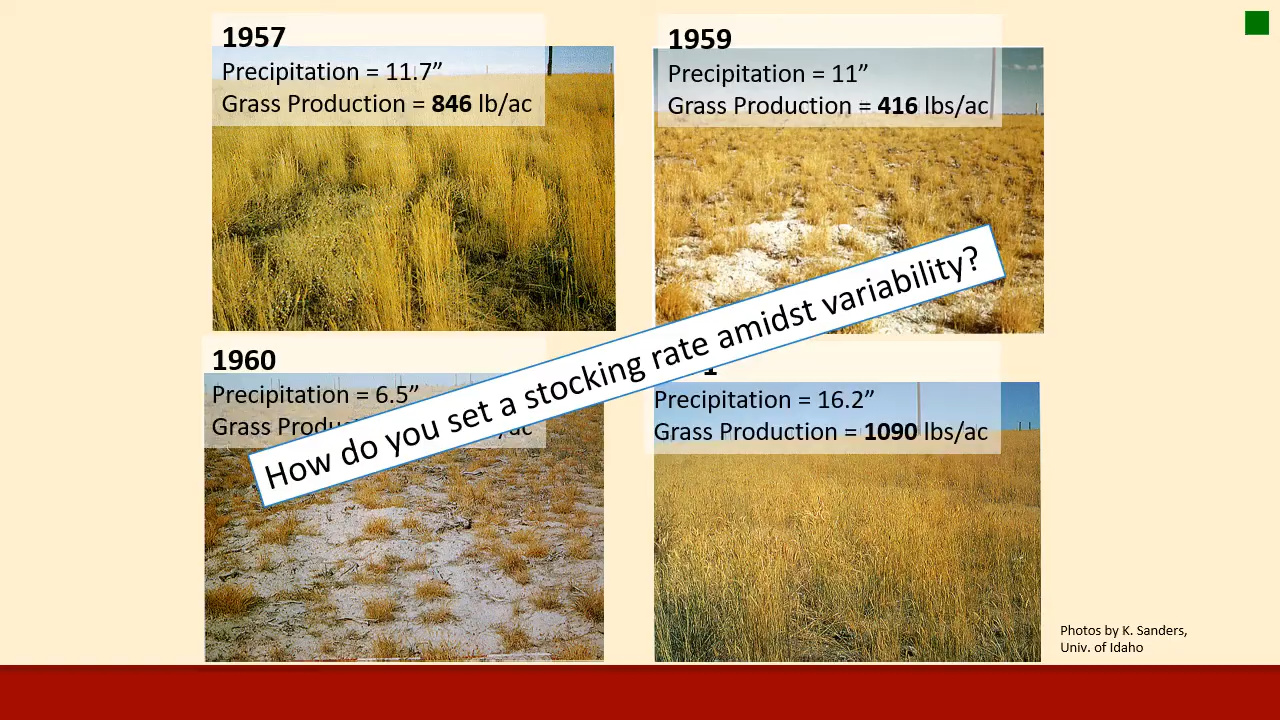 1957
Precipitation = 11.7”
Grass Production = 846 lb/ac
1959
Precipitation = 11”
Grass Production = 416 lbs/ac
How do you set a stocking rate amidst variability?
1960
Precipitation = 6.5”
Grass
Precipitation = 16.2”
Grass Production = 1090 lbs/ac
Photos by K. Sanders,
Univ. of Idaho